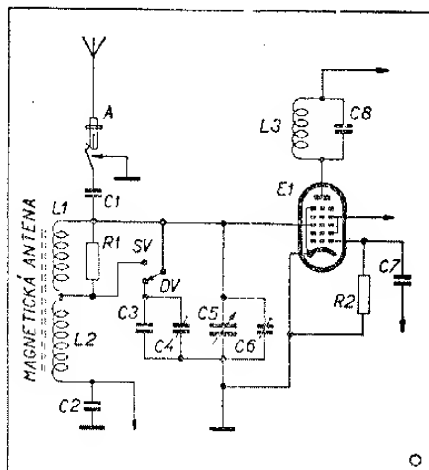 A
C1
L1
R1
SV
DV
MAGNETICKÁ ANTENA
L2
C2
C3
C4
C5
C6
L3
C8
E1
R2
C7